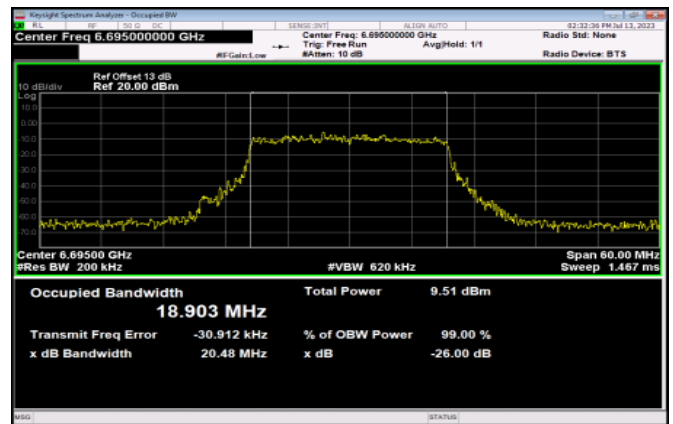 Keysight Spectrum Analyzer - Occupied BW
RL RF 50 Ω DC SENSE:INT ALIGN AUTO 02:32:36 PM Jul 13, 2023
Center Freq 6.695000000 GHz Center Freq: 6.695000000 GHz Radio Std: None
Trig: Free Run Avg|Hold: 1/1
#IFGain:Low #Atten: 10 dB Radio Device: BTS
Ref Offset 13 dB
10 dB/div Ref 20.00 dBm
Log
10.0
0.00
-10.0
-20.0
-30.0
-40.0
-50.0
-60.0
-70.0
Center 6.69500 GHz Span 60.00 MHz
#Res BW 200 kHz #VBW 620 kHz Sweep 1.467 ms
Occupied Bandwidth Total Power 9.51 dBm
18.903 MHz
Transmit Freq Error -30.912 kHz % of OBW Power 99.00 %
x dB Bandwidth 20.48 MHz x dB -26.00 dB
MSG STATUS